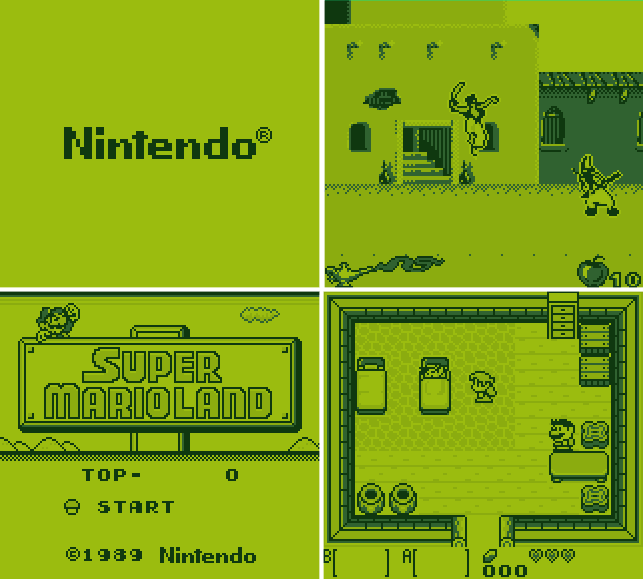 Nintendo®
10
SUPER
MARIOLAND
TOP- 0
START
©1989 Nintendo
B[ ] A[ ] 000